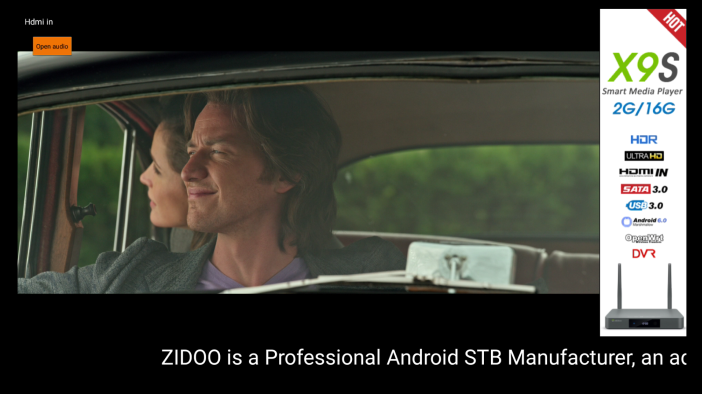 Hdmi in
Open audio
HOT
X9S
Smart Media Player
2G/16G
HDR
ULTRA HD
HDMI IN
SATA 3.0
USB 3.0
Android 6.0
OpenWrt
DVR
ZIDOO is a Professional Android STB Manufacturer, an ac